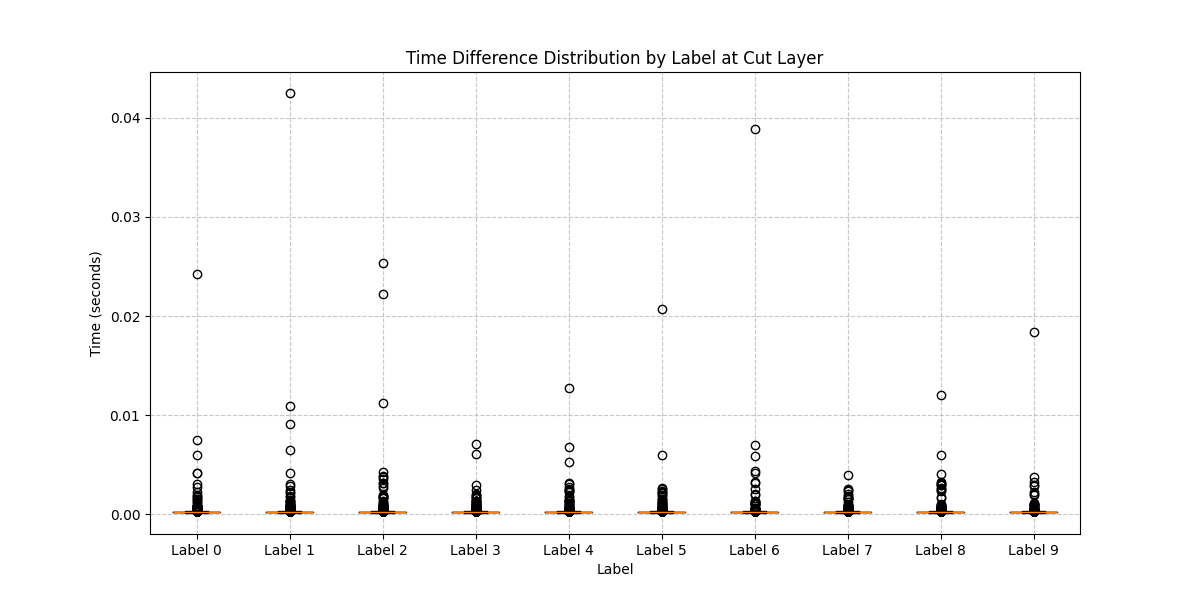 Time Difference Distribution by Label at Cut Layer
Time (seconds)
0.04
0.03
0.02
0.01
0.00
Label 0 Label 1 Label 2 Label 3 Label 4 Label 5 Label 6 Label 7 Label 8 Label 9
Label